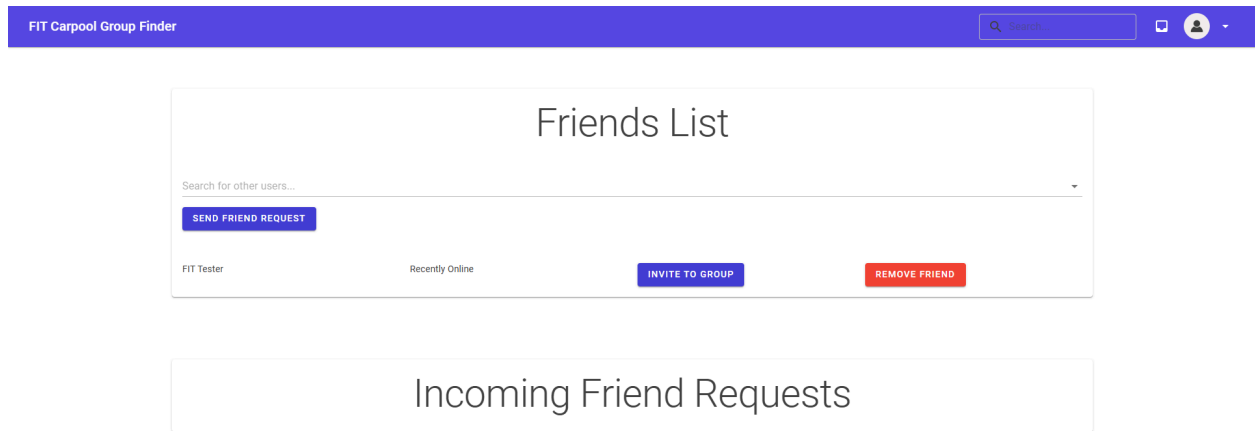 FIT Carpool Group Finder
Search...
Friends List
Search for other users...
SEND FRIEND REQUEST
FIT Tester Recently Online INVITE TO GROUP REMOVE FRIEND
Incoming Friend Requests